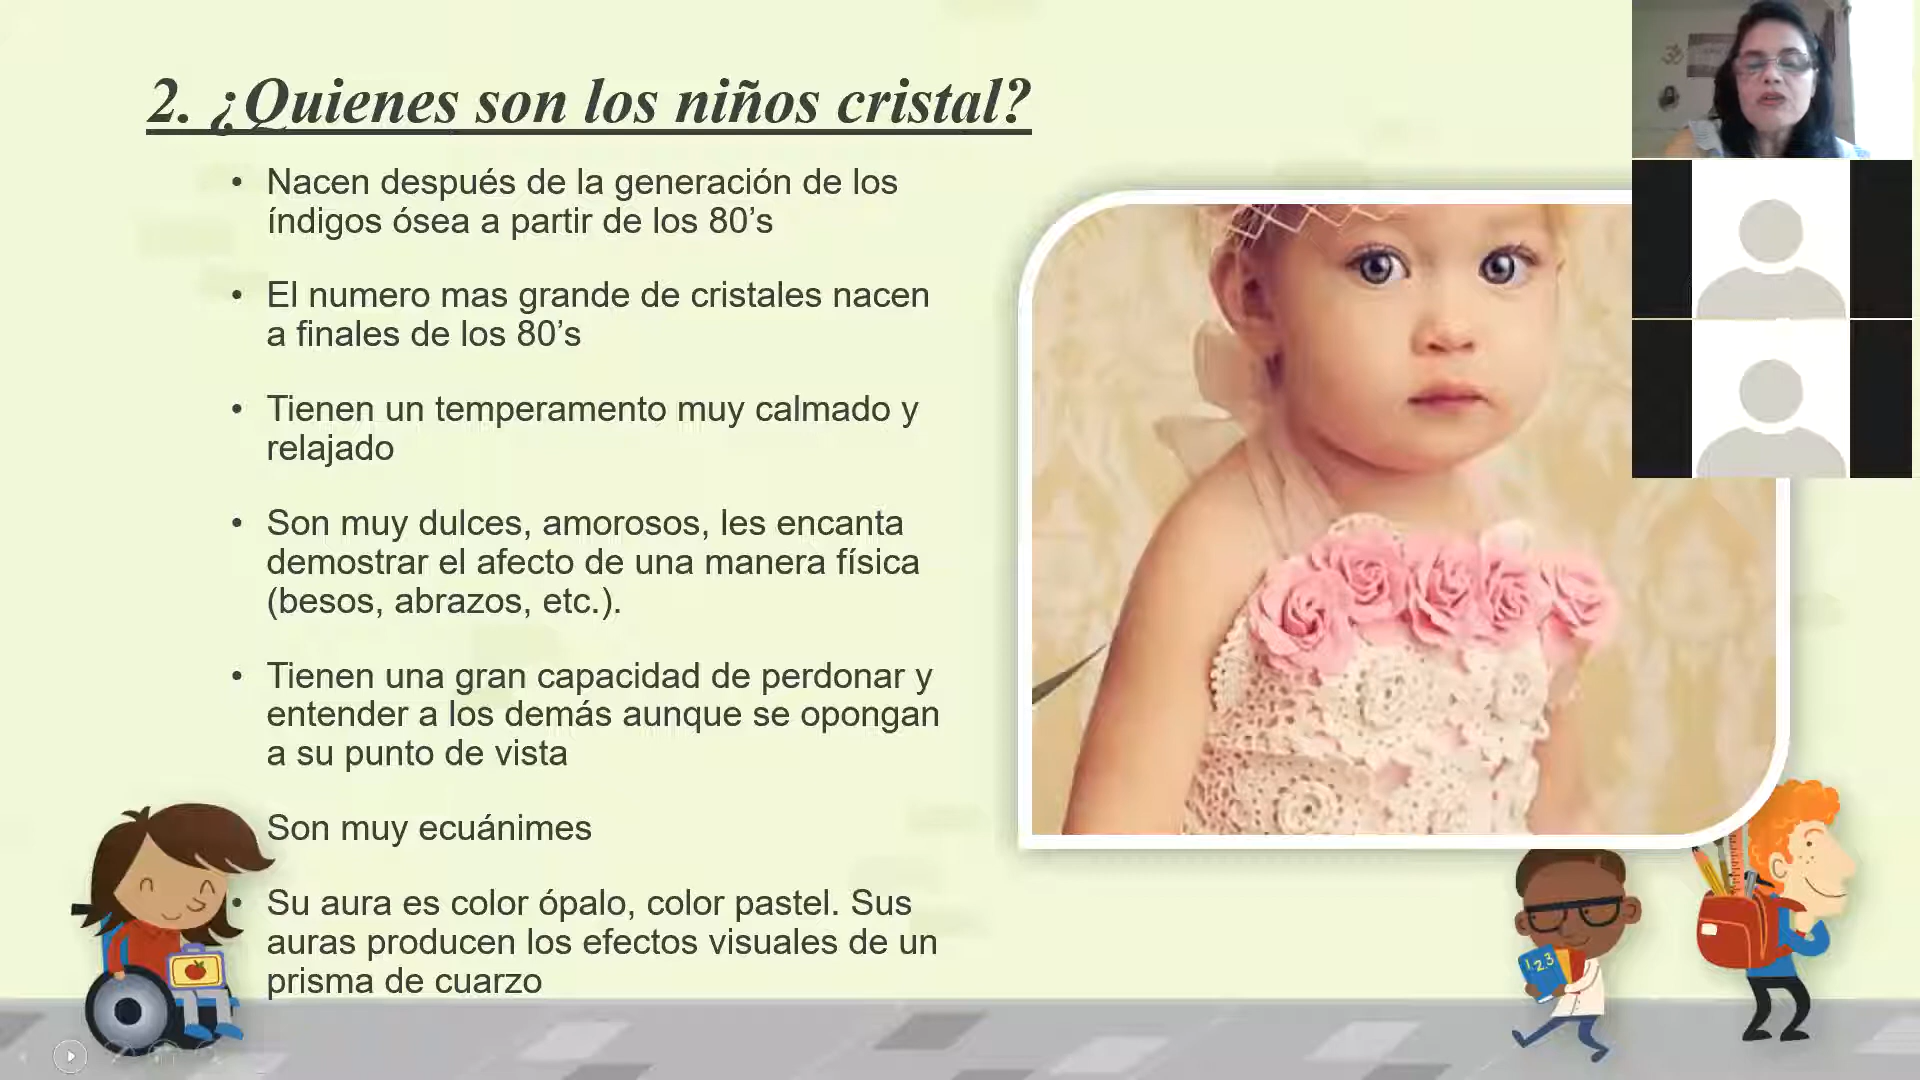 2. ¿Quienes son los niños cristal?
• Nacen después de la generación de los
índigos ósea a partir de los 80’s
• El numero mas grande de cristales nacen
a finales de los 80’s
• Tienen un temperamento muy calmado y
relajado
• Son muy dulces, amorosos, les encanta
demostrar el afecto de una manera física
(besos, abrazos, etc.).
• Tienen una gran capacidad de perdonar y
entender a los demás aunque se opongan
a su punto de vista
Son muy ecuánimes
• Su aura es color ópalo, color pastel. Sus
auras producen los efectos visuales de un
prisma de cuarzo
1,2,3